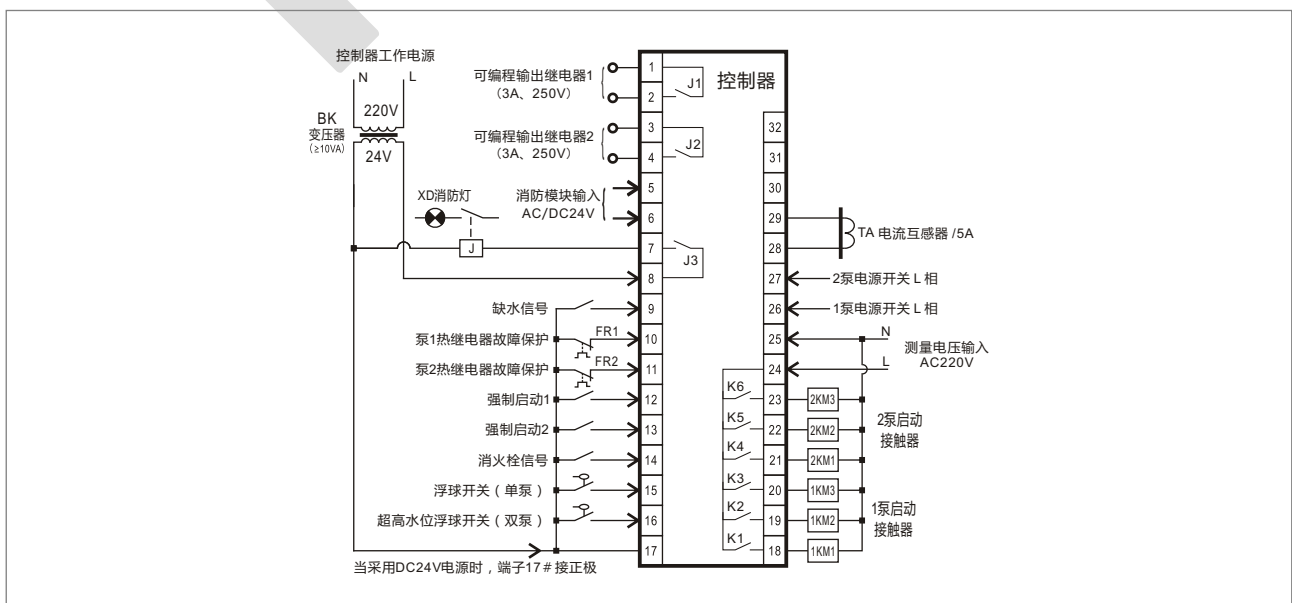 控制器工作电源
N
L
220V
BK
变压器
(≥10VA)
24V
XD消防灯
J
可编程输出继电器1
(3A、250V)
可编程输出继电器2
(3A、250V)
消防模块输入
AC/DC24V
缺水信号
泵1热继电器故障保护
FR1
泵2热继电器故障保护
FR2
强制启动1
强制启动2
消火栓信号
浮球开关（单泵）
超高水位浮球开关（双泵）
当采用DC24V电源时，端子17＃接正极
控制器
1
2
3
4
5
6
7
8
9
10
11
12
13
14
15
16
17
J1
J2
J3
K6
K5
K4
K3
K2
K1
32
31
30
29
28
27
26
25
24
23
22
21
20
19
18
TA 电流互感器 /5A
2泵电源开关 L 相
1泵电源开关 L 相
N
测量电压输入
L
AC220V
2KM3
2KM2
2KM1
1KM3
1KM2
1KM1
2泵启动
接触器
1泵启动
接触器